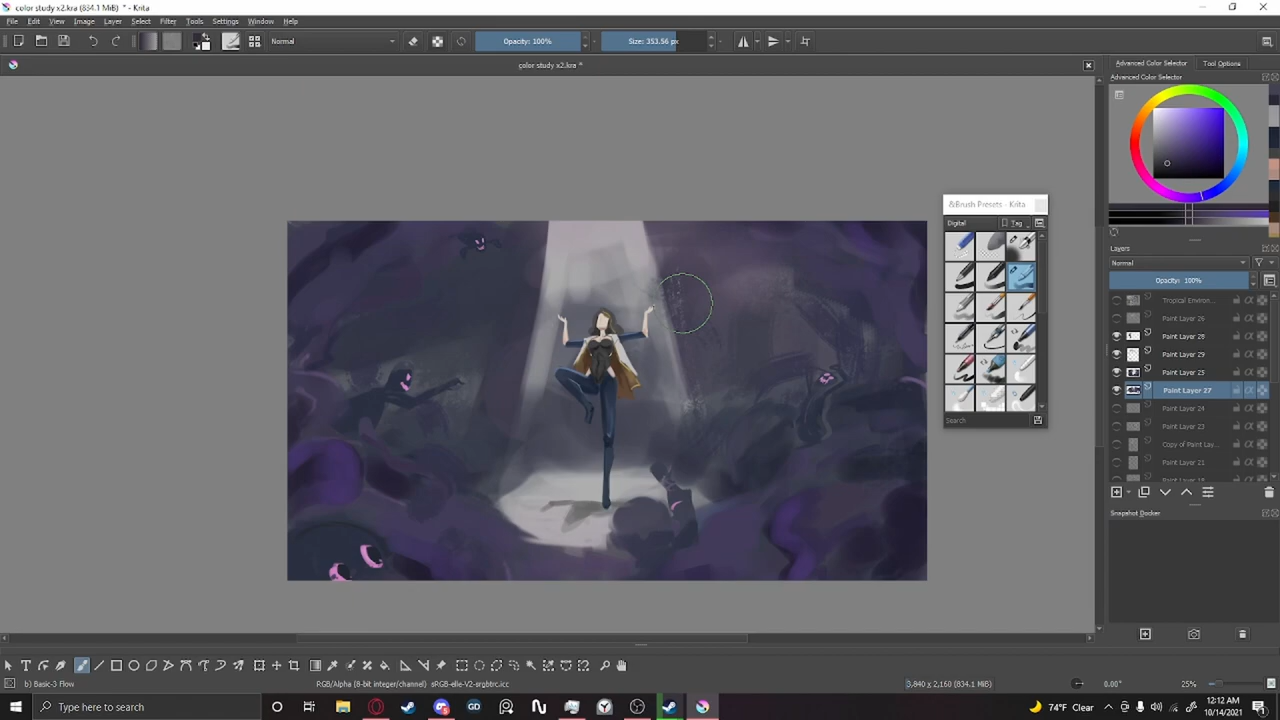 color study x2.kra (834.1 MiB) * - Krita
File Edit View Image Layer Select Filter Tools Settings Window Help
Normal
Opacity: 100%
Size: 353.56 px
color study x2.kra *
Advanced Color Selector Tool Options
Advanced Color Selector
&Brush Presets - Krita
Digital Tag
Search
Layers
Normal
Opacity: 100%
Tropical Environ...
Paint Layer 26
Paint Layer 28
Paint Layer 29
Paint Layer 25
Paint Layer 27
Paint Layer 24
Paint Layer 23
Copy of Paint Lay...
Paint Layer 21
Snapshot Docker
b) Basic-3 Flow
RGB/Alpha (8-bit integer/channel) sRGB-elle-V2-srgbtrc.icc
3,840 x 2,160 (834.1 MiB)
0.00°
25%
Type here to search
74°F Clear
12:12 AM
10/14/2021